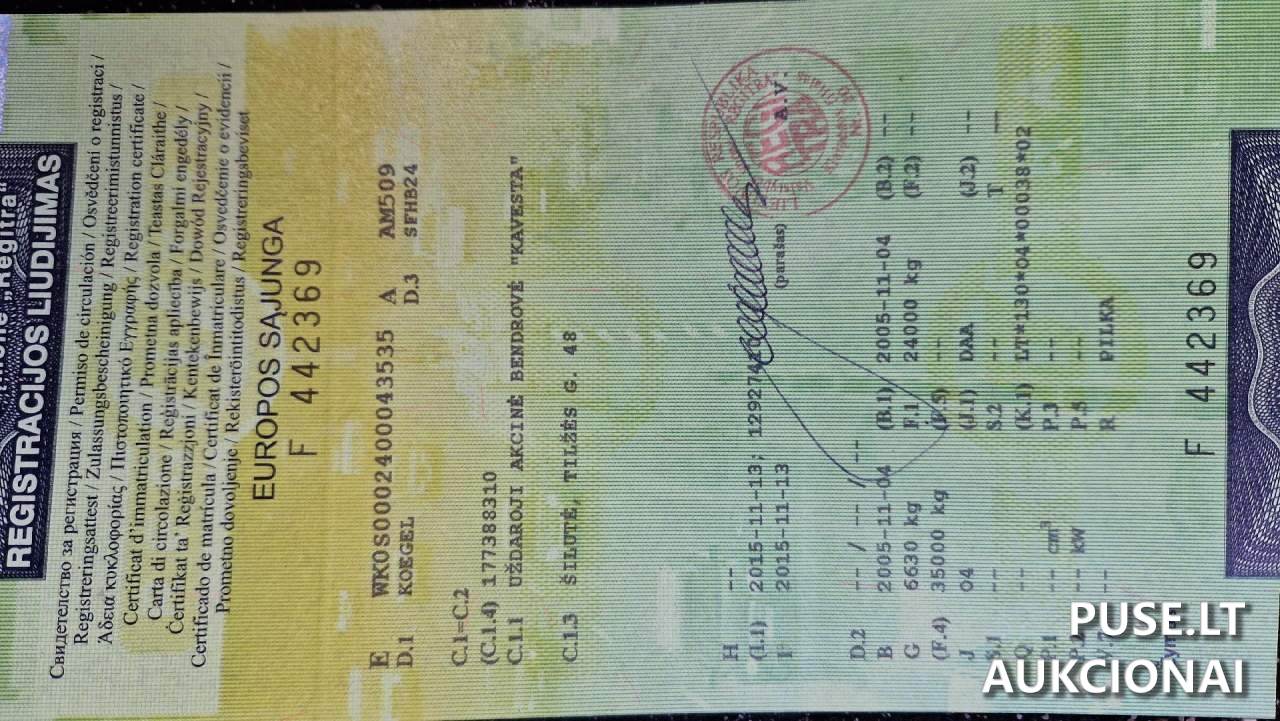 „Regitra“
REGISTRACIJOS LIUDIJIMAS
Свидетелство за регистрация / Permiso de circulación / Osvědčení o registraci /
Registreringsattest / Zulassungsbescheinigung / Registreerimistunnistus /
Άδεια κυκλοφορίας / Πιστοποιητικό Εγγραφής / Registration certificate /
Certificat d'immatriculation / Prometna dozvola / Teastas Cláraithe /
Carta di circolazione / Reģistrācijas apliecība / Forgalmi engedély /
Ċertifikat ta' Reġistrazzjoni / Kentekenbewijs / Dowód Rejestracyjny /
Certificado de matrícula / Certificat de Înmatriculare / Osvedčenie o evidencii /
Prometno dovoljenje / Rekisteröintitodistus / Registreringsbeviset
EUROPOS SĄJUNGA
F 442369
E WK0S0002400043535 A AM509
D.1 KOEGEL D.3 SFHB24
C.1-C.2
(C.1.4) 177388310
C.1.1 UŽDAROJI AKCINĖ BENDROVĖ "KAVESTA"
C.1.3 ŠILUTĖ, TILŽĖS G. 48
H --
(I.1) 2015-11-13; 129274 A.V.
I 2015-11-13 (parašas)
D.2 -- / -- / --
B 2005-11-04 (B.1) 2005-11-04 (B.2) --
G 6630 kg F.1 24000 kg (F.2) --
(F.4) 35000 kg (F.5) --
J O4 (J.1) DAA (J.2) --
S.1 -- S.2 -- T --
Q -- (K.1) LT*130*04*00038*02
P.1 -- cm³ P.3 --
P.2 -- kW P.5 --
V.7 -- R PILKA
F 442369
PUSE.LT
AUKCIONAI